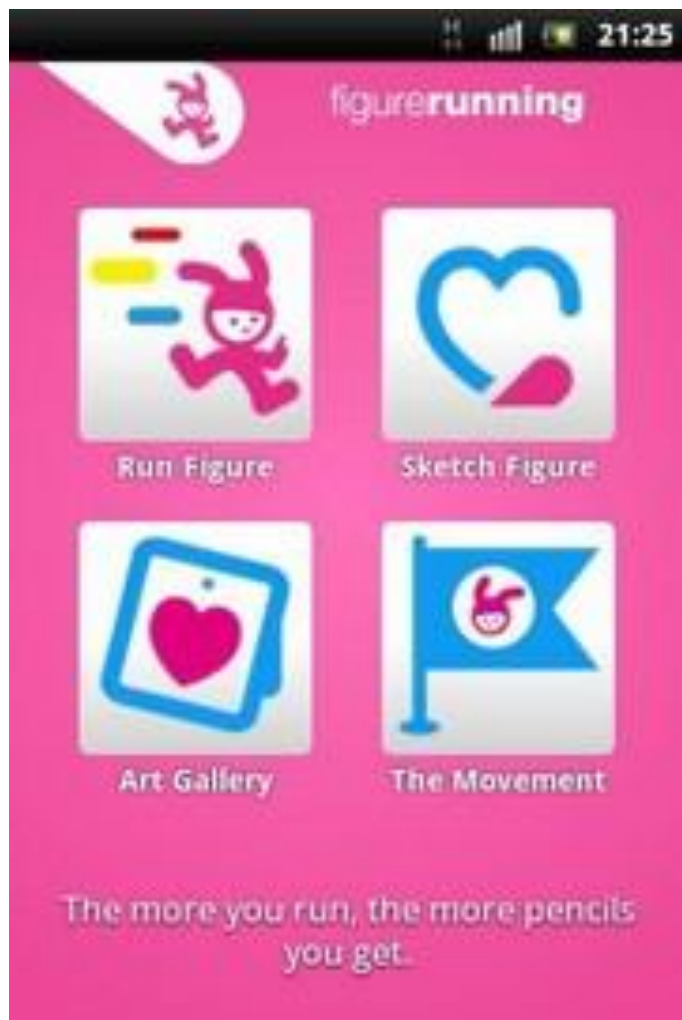 21:25
figurerunning
Run Figure
Sketch Figure
Art Gallery
The Movement
The more you run, the more pencils
you get.